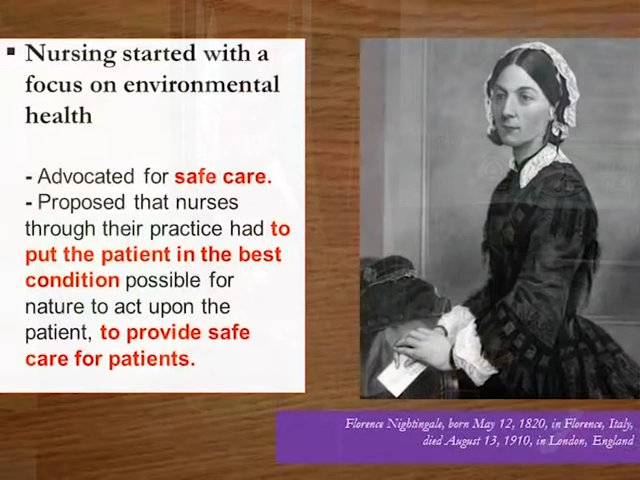 Nursing started with a
focus on environmental
health
- Advocated for safe care.
- Proposed that nurses
through their practice had to
put the patient in the best
condition possible for
nature to act upon the
patient, to provide safe
care for patients.
Florence Nightingale, born May 12, 1820, in Florence, Italy,
died August 13, 1910, in London, England